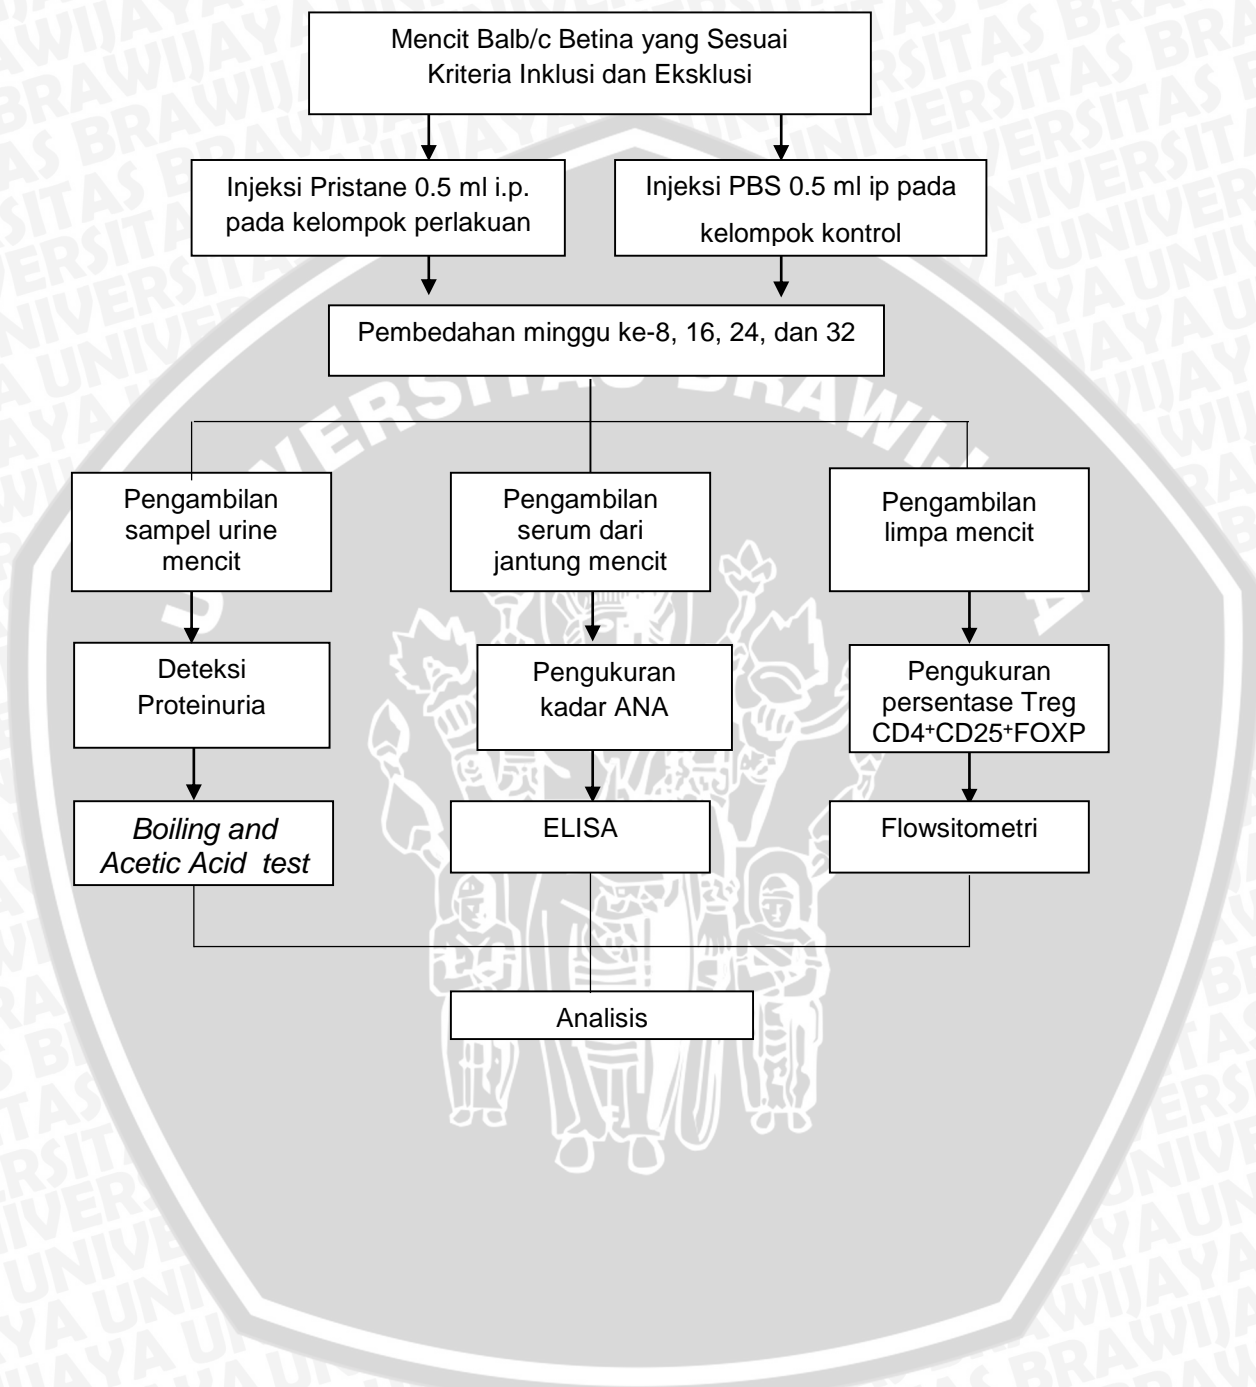 Mencit Balb/c Betina yang Sesuai
Kriteria Inklusi dan Eksklusi
Injeksi Pristane 0.5 ml i.p.
pada kelompok perlakuan
Injeksi PBS 0.5 ml ip pada
kelompok kontrol
Pembedahan minggu ke-8, 16, 24, dan 32
Pengambilan
sampel urine
mencit
Pengambilan
serum dari
jantung mencit
Pengambilan
limpa mencit
Deteksi
Proteinuria
Pengukuran
kadar ANA
Pengukuran
persentase Treg
CD4⁺CD25⁺FOXP
Boiling and
Acetic Acid test
ELISA
Flowsitometri
Analisis
UNIVERSITAS BRAWIJAYA